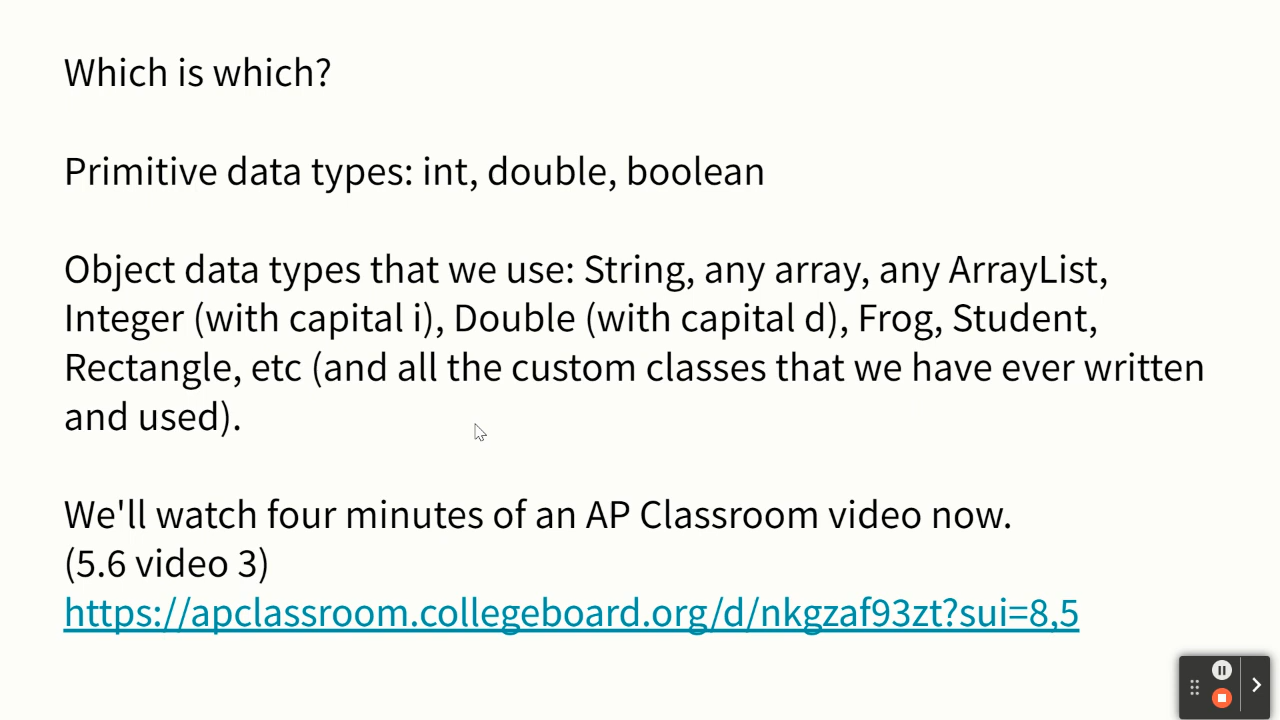 Which is which?
Primitive data types: int, double, boolean
Object data types that we use: String, any array, any ArrayList,
Integer (with capital i), Double (with capital d), Frog, Student,
Rectangle, etc (and all the custom classes that we have ever written
and used).
We'll watch four minutes of an AP Classroom video now.
(5.6 video 3)
https://apclassroom.collegeboard.org/d/nkgzaf93zt?sui=8,5